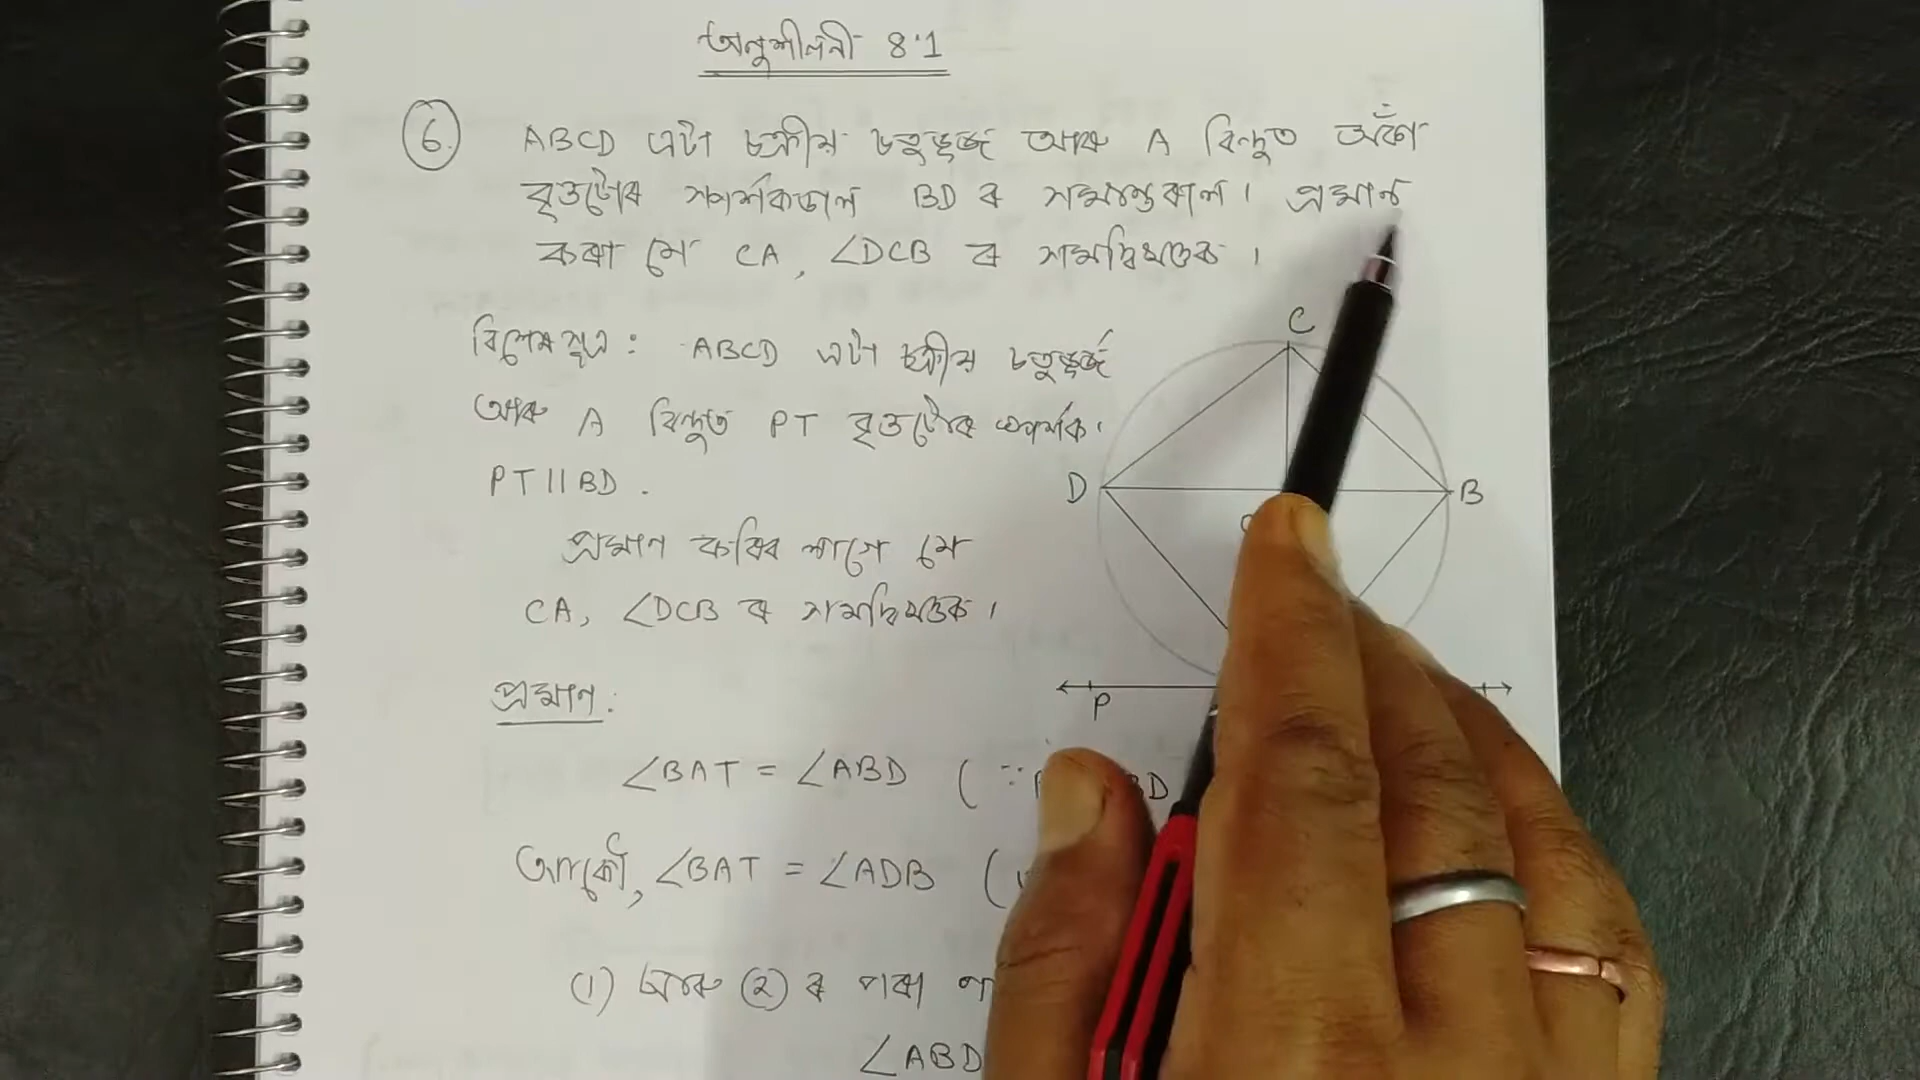 অনুশীলনী 8.1
6. ABCD এটা চক্রীয় চতুৰ্ভুজ আৰু A বিন্দুত অঁকা
বৃত্তটোৰ স্পৰ্শকডাল BD ৰ সমান্তৰাল। প্ৰমাণ
কৰা যে CA, ∠DCB ৰ সমদ্বিখণ্ডক।
বিশেষ সূত্ৰ: ABCD এটা চক্ৰীয় চতুৰ্ভুজ
আৰু A বিন্দুত PT বৃত্তটোৰ স্পৰ্শক।
PT || BD.
প্ৰমাণ কৰিব লাগে যে
CA, ∠DCB ৰ সমদ্বিখণ্ডক।
C
D
B
P
প্ৰমাণ:
∠BAT = ∠ABD (∵ BD
আকৌ, ∠BAT = ∠ADB (
(1) আৰু (2) ৰ পৰা
∠ABD